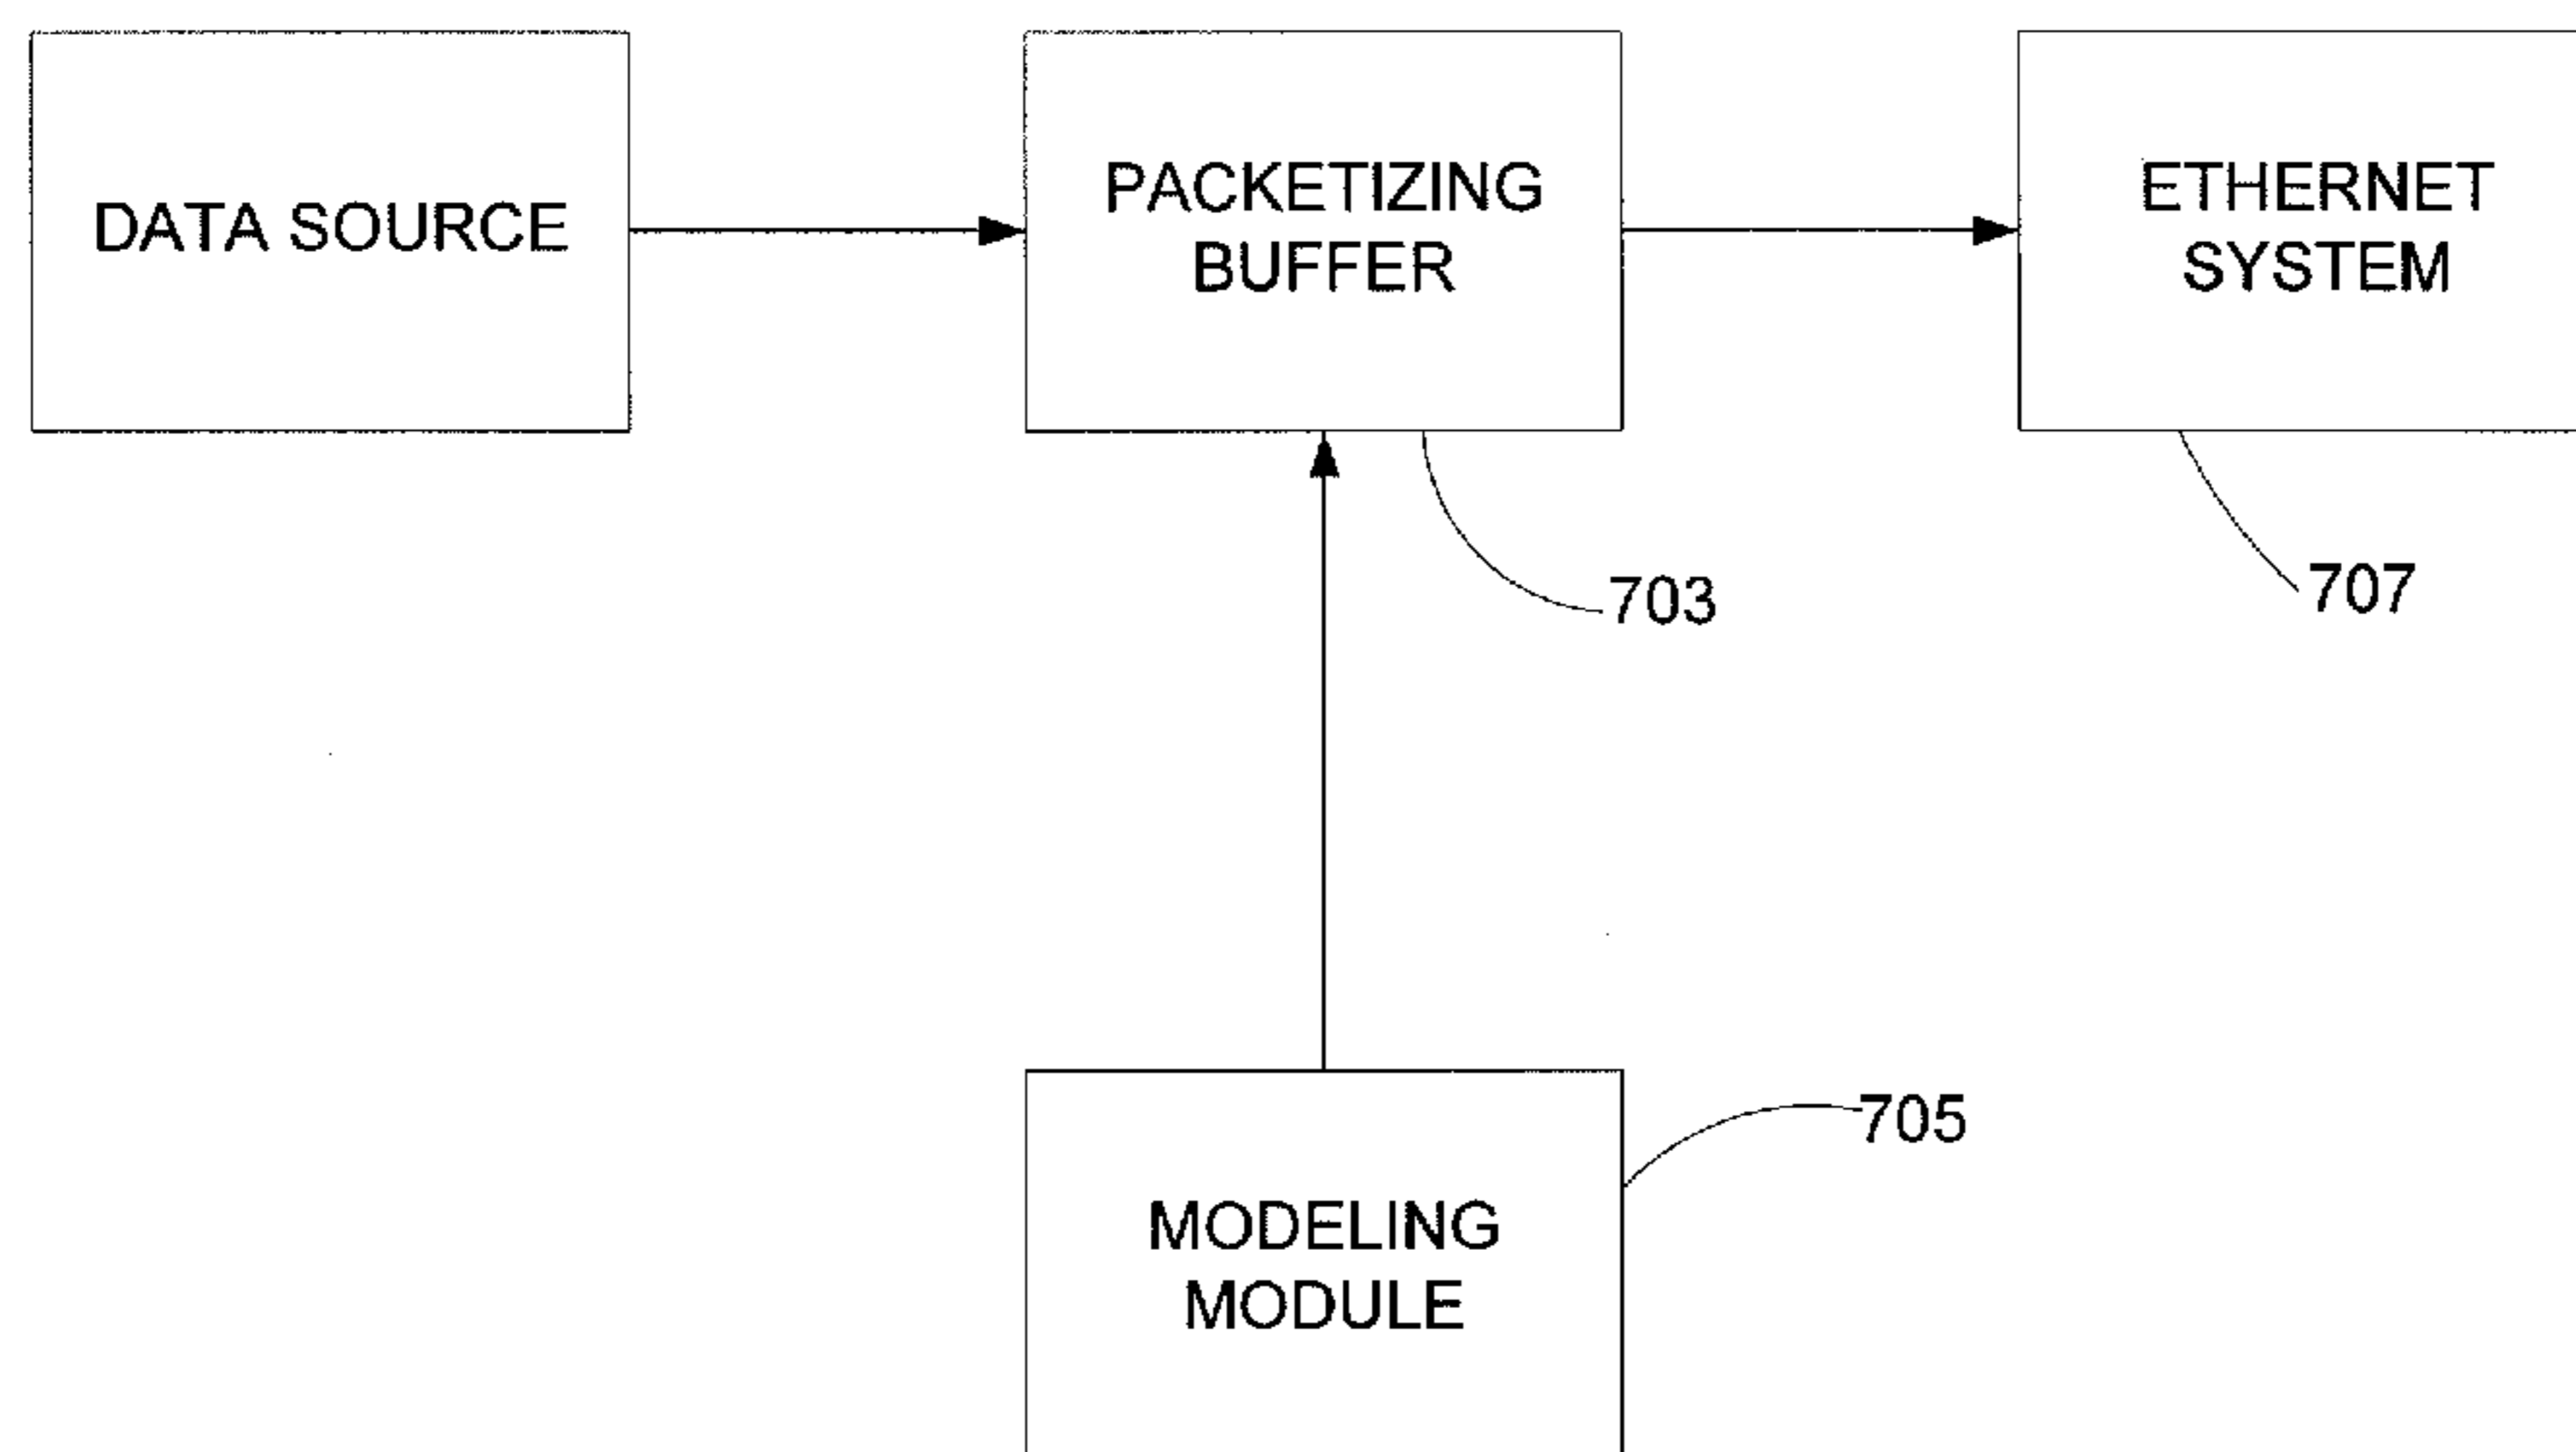 DATA SOURCE
PACKETIZING
BUFFER
ETHERNET
SYSTEM
703
707
705
MODELING
MODULE